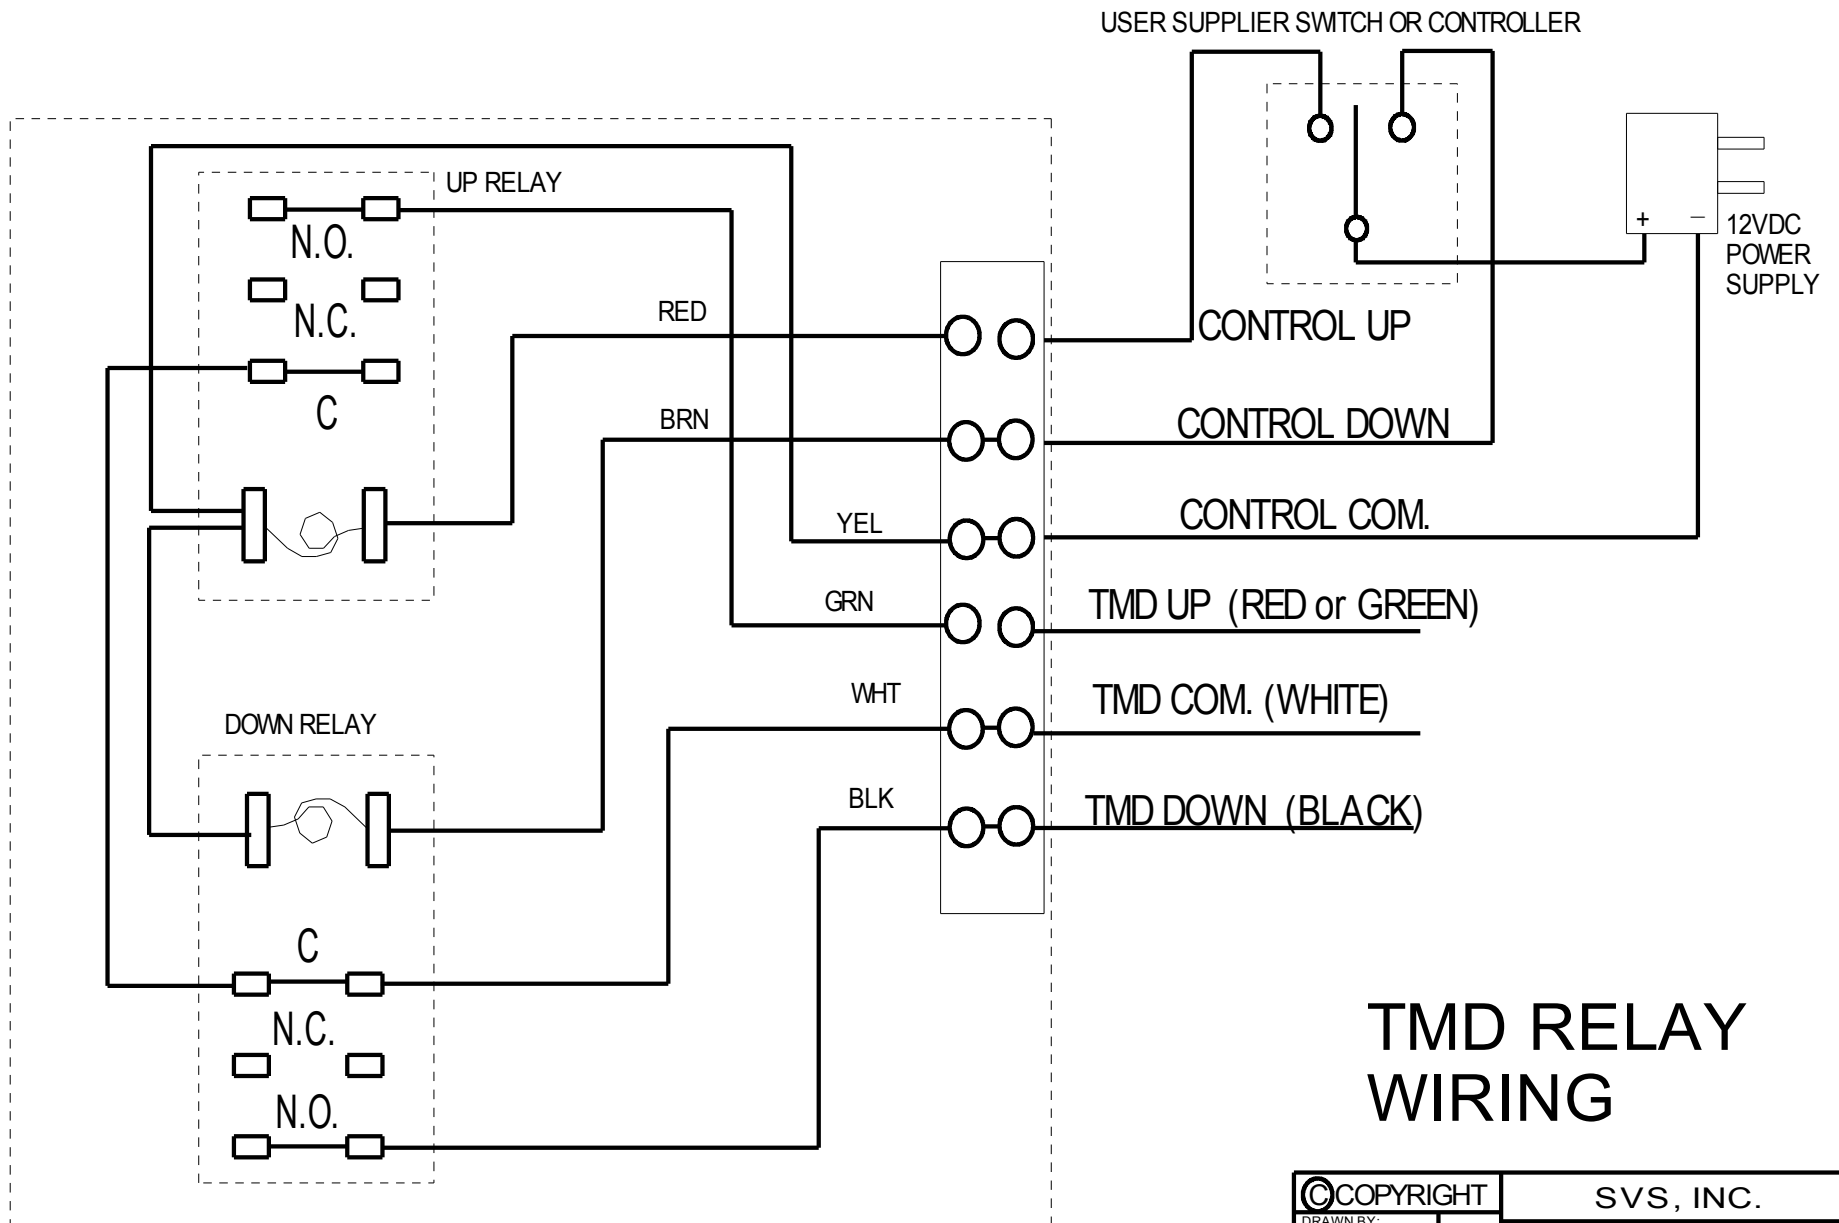 USER SUPPLIER SWITCH OR CONTROLLER
UP RELAY
N.O.
N.C.
C
+ –
12VDC
POWER
SUPPLY
RED
CONTROL UP
BRN
CONTROL DOWN
YEL
CONTROL COM.
GRN
TMD UP (RED or GREEN)
WHT
TMD COM. (WHITE)
DOWN RELAY
BLK
TMD DOWN (BLACK)
C
N.C.
N.O.
TMD RELAY
WIRING
©COPYRIGHT
SVS, INC.
DRAWN BY: